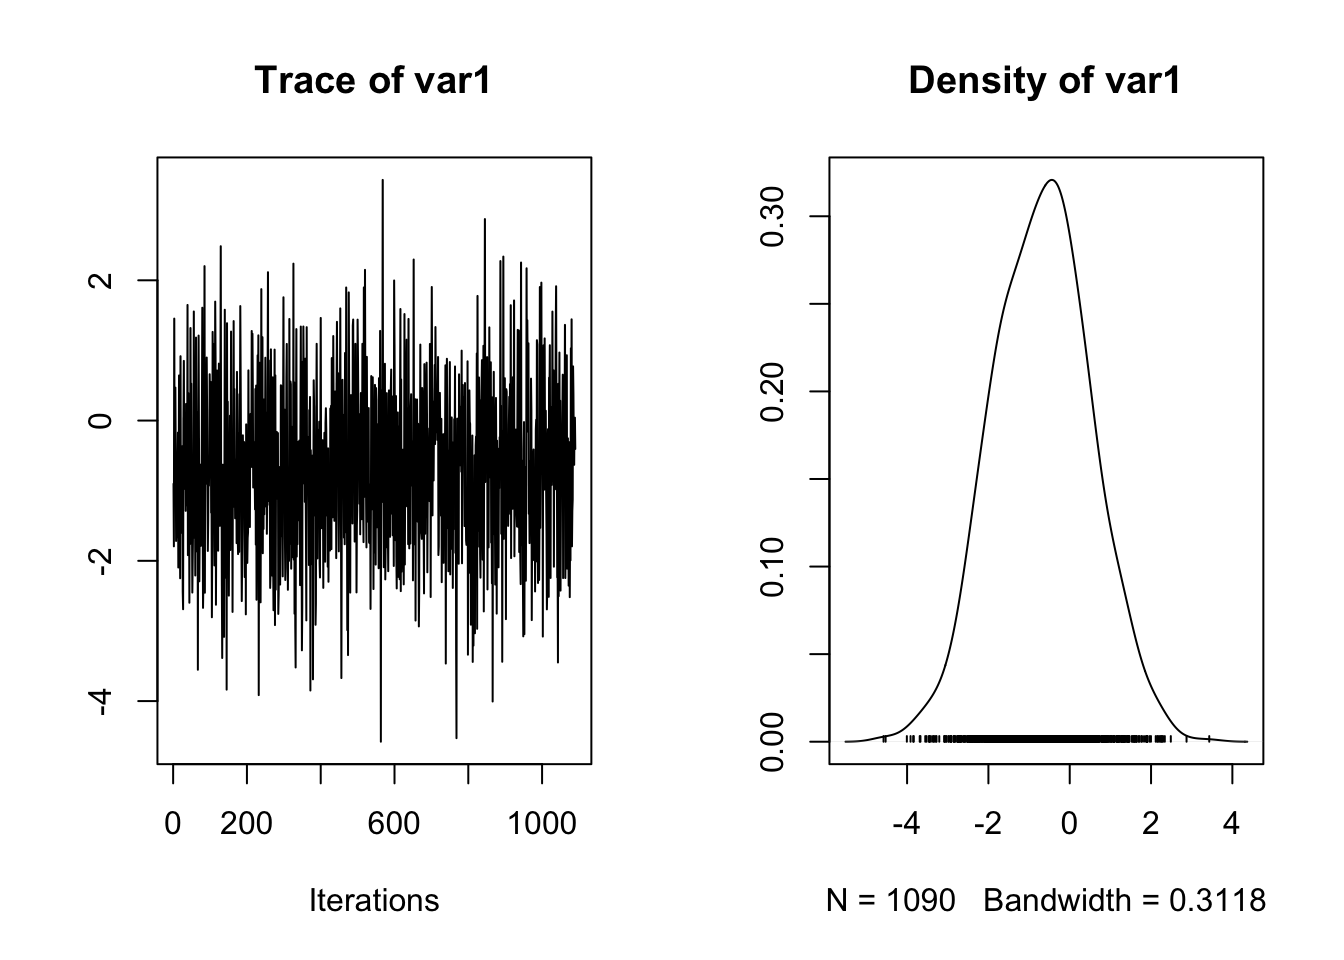 Trace of var1
2
0
-2
-4
0 200 600 1000
Iterations
Density of var1
0.30
0.20
0.10
0.00
-4 -2 0 2 4
N = 1090 Bandwidth = 0.3118